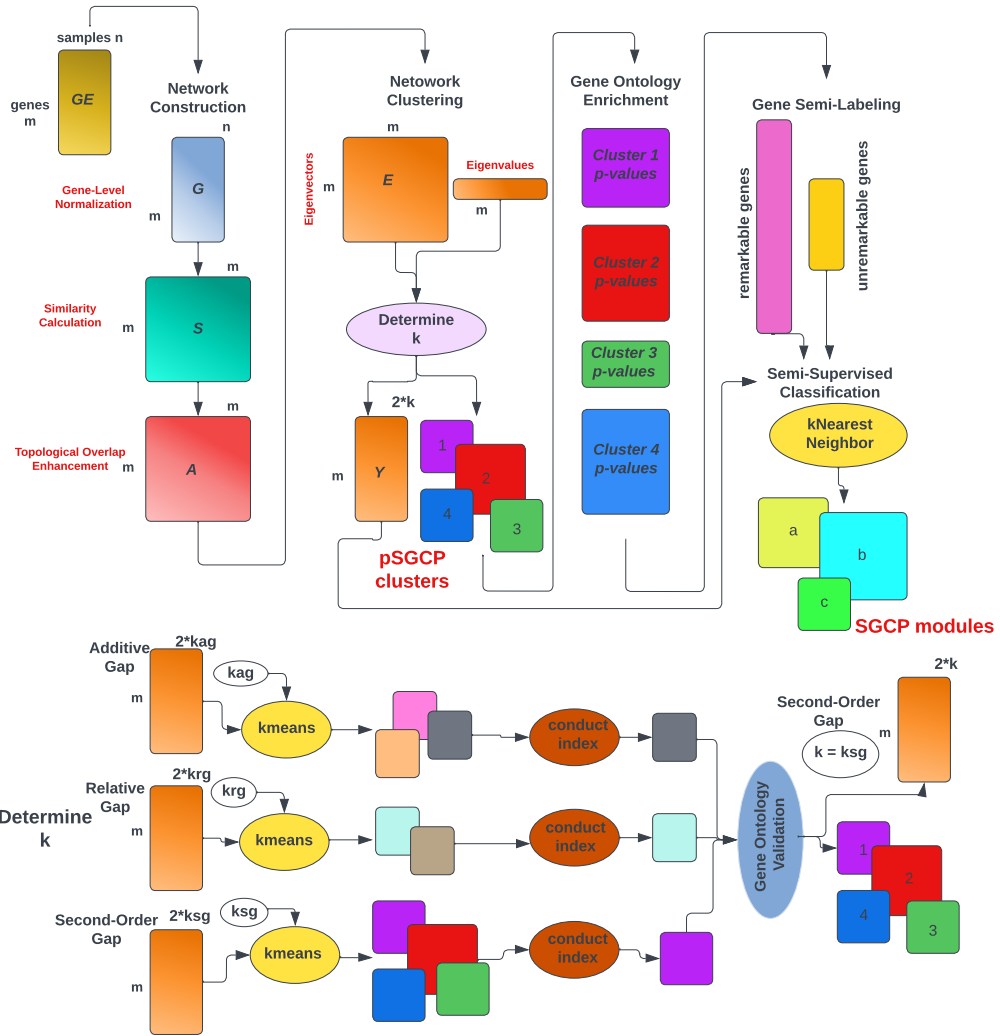 samples n
genes
m
GE
Network
Construction
n
Gene-Level
Normalization
m
G
m
Similarity
Calculation
m
S
m
Topological Overlap
Enhancement
m
A
Netowork
Clustering
m
Eigenvectors
m
E
Eigenvalues
m
Determine
k
2*k
m
Y
1
2
4
3
pSGCP
clusters
Gene Ontology
Enrichment
Cluster 1
p-values
Cluster 2
p-values
Cluster 3
p-values
Cluster 4
p-values
Gene Semi-Labeling
remarkable genes
unremarkable genes
Semi-Supervised
Classification
kNearest
Neighbor
a
b
c
SGCP modules
Determine
k
Additive
Gap
2*kag
m
kag
kmeans
conduct
index
Relative
Gap
2*krg
m
krg
kmeans
conduct
index
Second-Order
Gap
2*ksg
m
ksg
kmeans
conduct
index
Gene Ontology
Validation
Second-Order
Gap
k = ksg
2*k
m
1
2
4
3